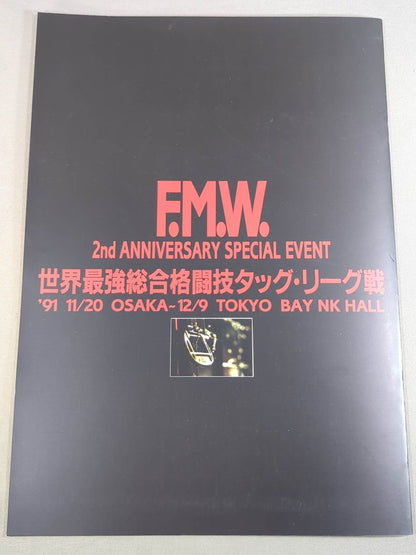 F.M.W.
2nd ANNIVERSARY SPECIAL EVENT
世界最強総合格闘技タッグ・リーグ戦
'91 11/20 OSAKA~12/9 TOKYO BAY NK HALL